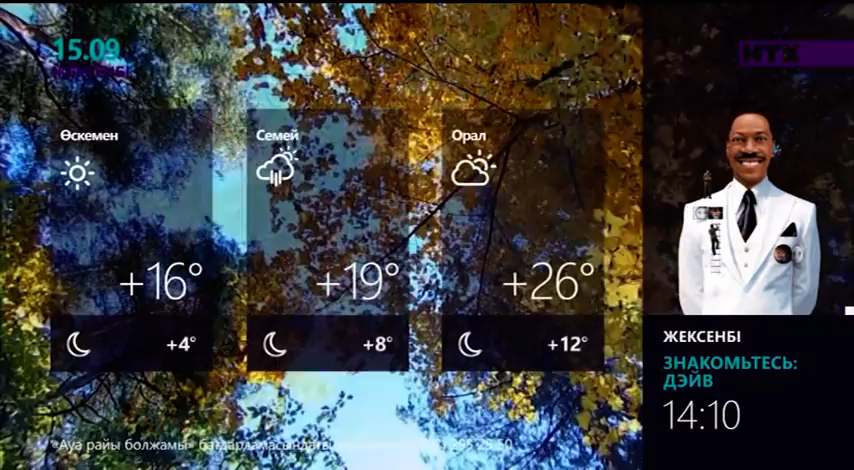 15.09
НТК
Өскемен
Семей
Орал
+16°
+19°
+26°
+4°
+8°
+12°
ЖЕКСЕНБІ
ЗНАКОМЬТЕСЬ:
ДЭЙВ
14:10
«Ауа райы болжамы»